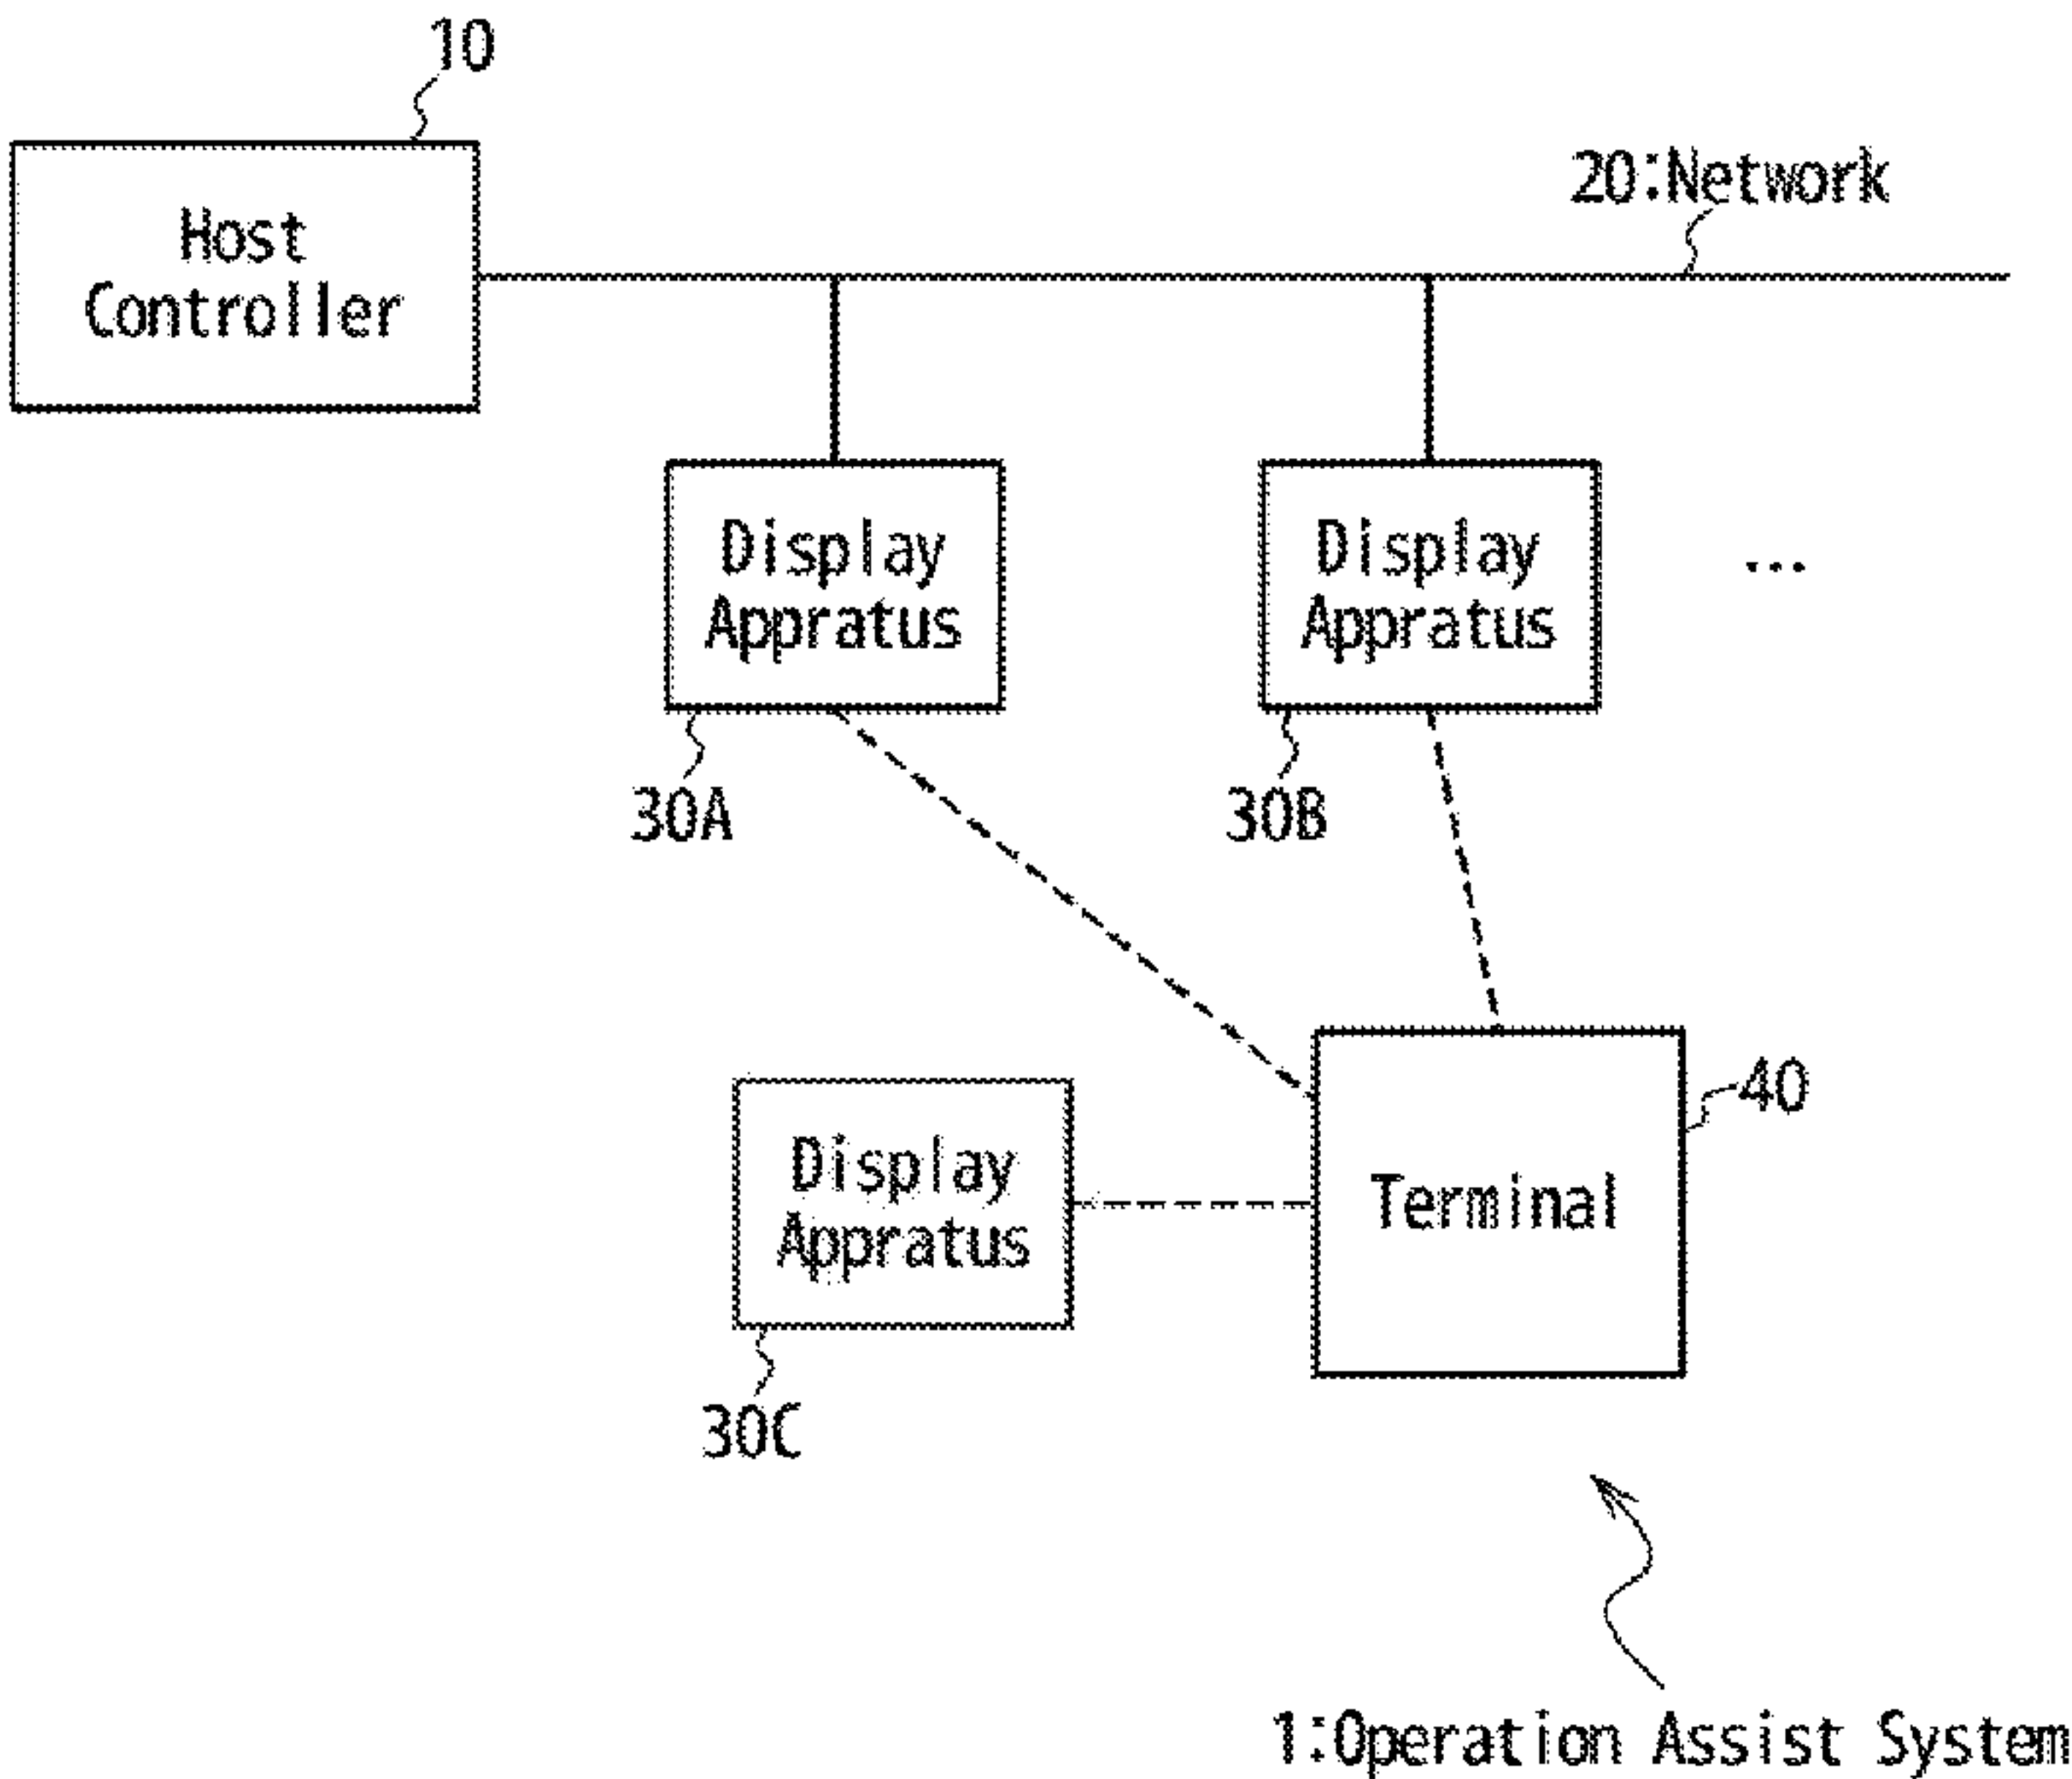 10
20:Network
Host
Controller
Display
Appratus
Display
Appratus
...
30A
30B
40
Display
Appratus
Terminal
30C
1:Operation Assist System